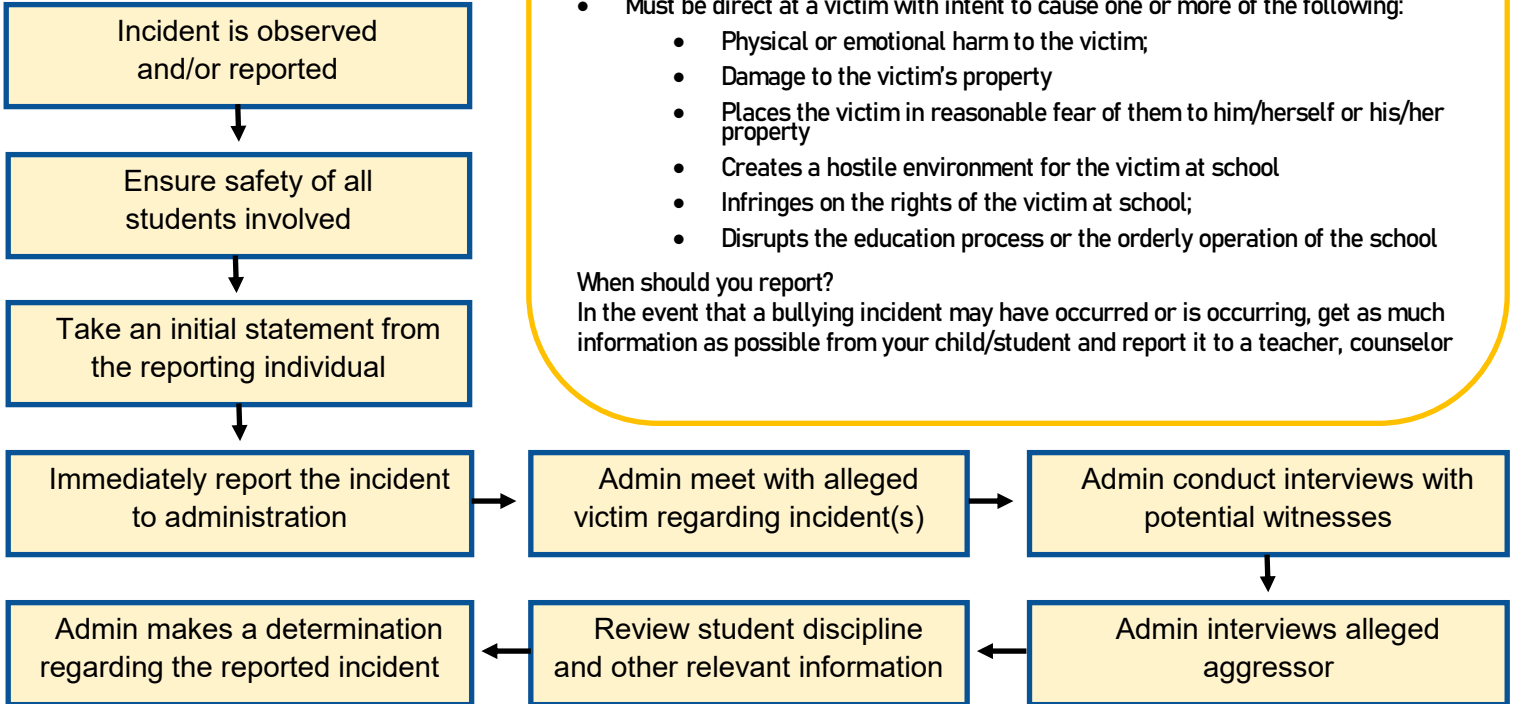 Incident is observed
and/or reported
Ensure safety of all
students involved
Take an initial statement from
the reporting individual
• Must be direct at a victim with intent to cause one or more of the following:
• Physical or emotional harm to the victim;
• Damage to the victim's property
• Places the victim in reasonable fear of them to him/herself or his/her
property
• Creates a hostile environment for the victim at school
• Infringes on the rights of the victim at school;
• Disrupts the education process or the orderly operation of the school
When should you report?
In the event that a bullying incident may have occurred or is occurring, get as much
information as possible from your child/student and report it to a teacher, counselor
Immediately report the incident
to administration
Admin meet with alleged
victim regarding incident(s)
Admin conduct interviews with
potential witnesses
Admin interviews alleged
aggressor
Review student discipline
and other relevant information
Admin makes a determination
regarding the reported incident